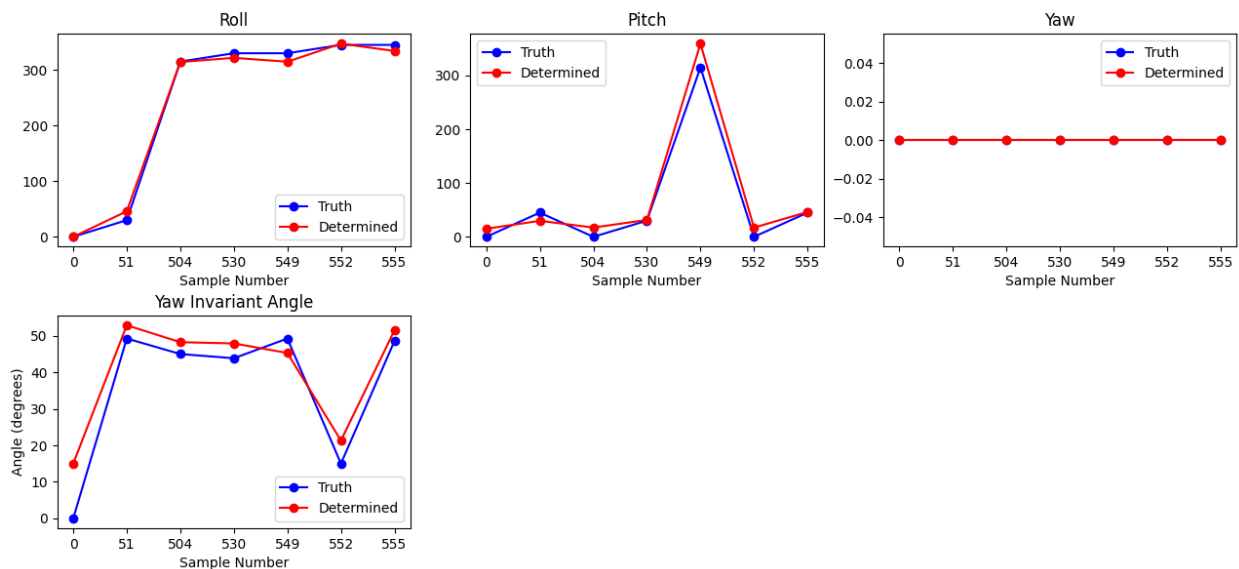 Roll
300
200
100
0
Truth
Determined
0 51 504 530 549 552 555
Sample Number
Pitch
300
200
100
0
Truth
Determined
0 51 504 530 549 552 555
Sample Number
Yaw
0.04
0.02
0.00
−0.02
−0.04
Truth
Determined
0 51 504 530 549 552 555
Sample Number
Yaw Invariant Angle
Angle (degrees)
50
40
30
20
10
0
Truth
Determined
0 51 504 530 549 552 555
Sample Number